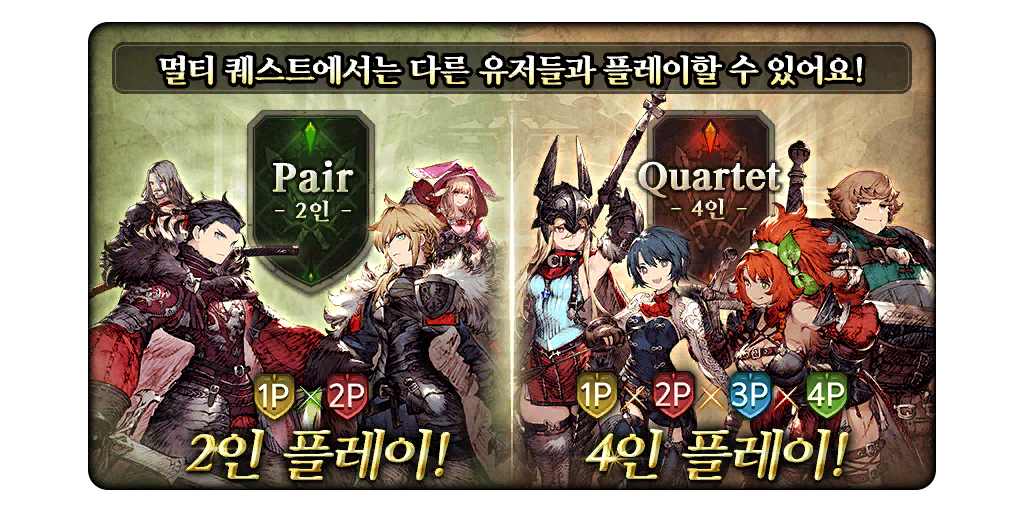 멀티 퀘스트에서는 다른 유저들과 플레이할 수 있어요!
Pair
- 2인 -
1P × 2P
2인 플레이!
Quartet
- 4인 -
1P × 2P × 3P × 4P
4인 플레이!